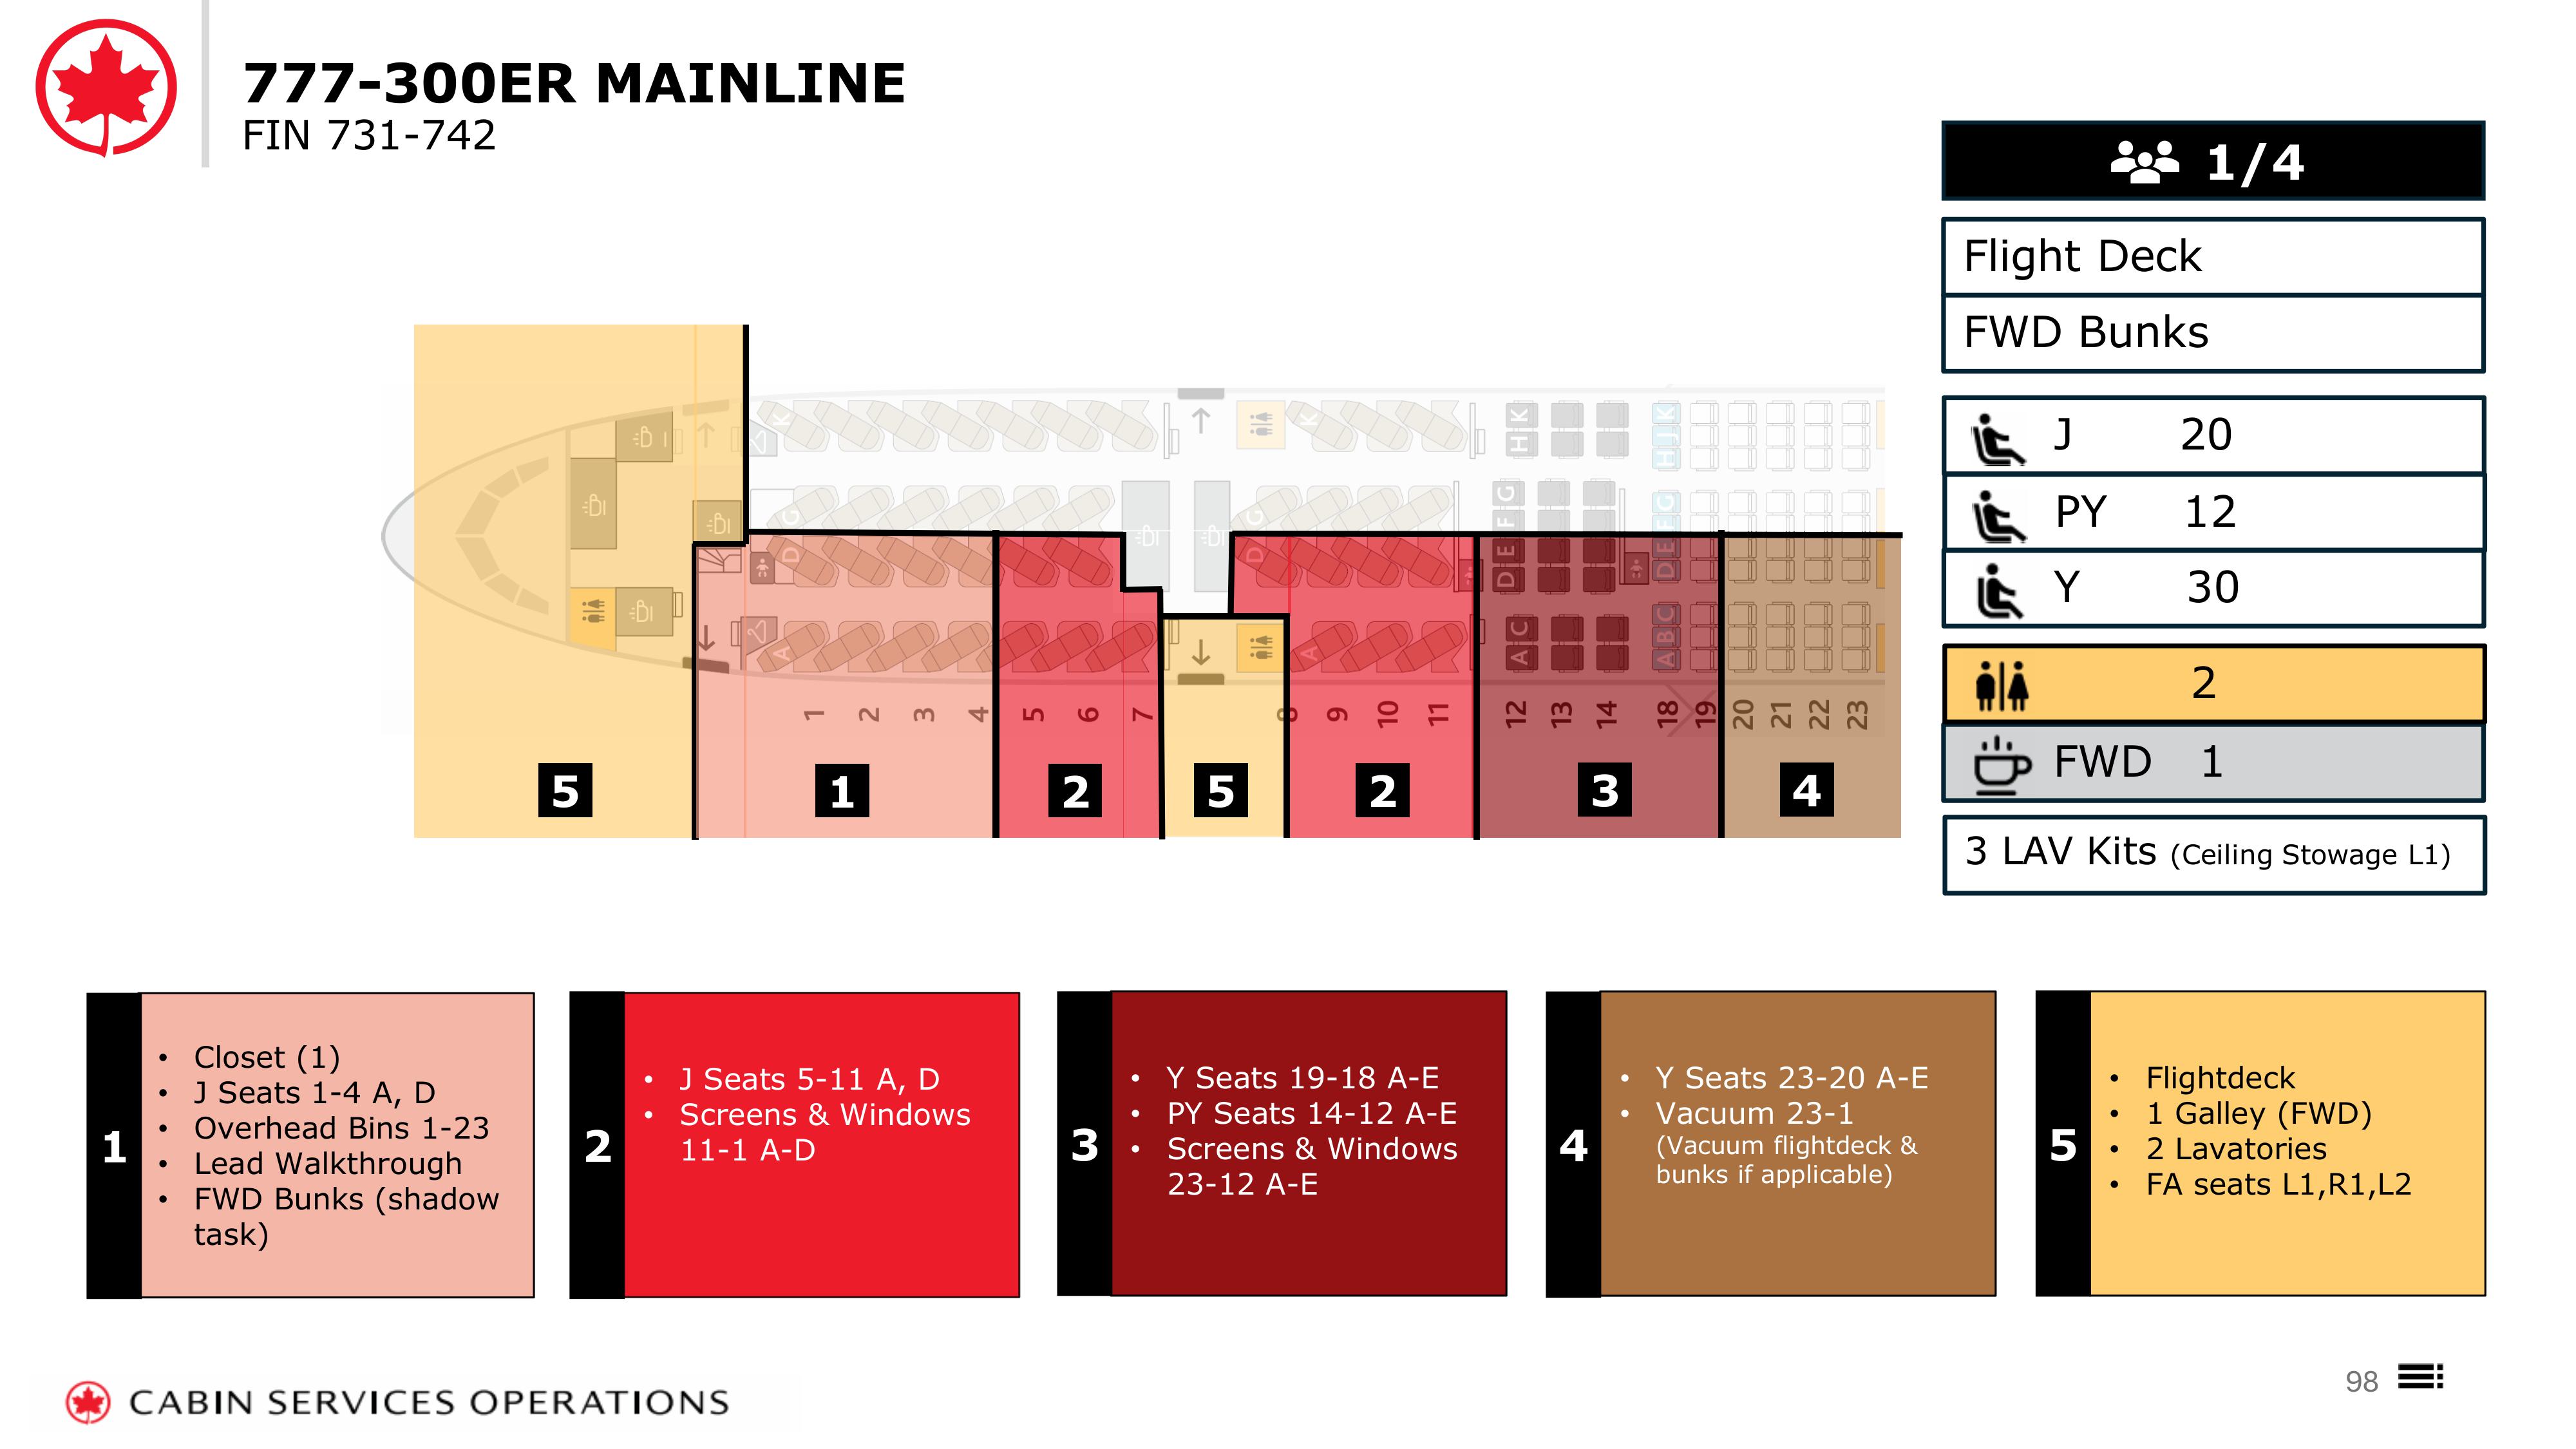 777-300ER MAINLINE
FIN 731-742
1/4
Flight Deck
FWD Bunks
J 20
PY 12
Y 30
2
FWD 1
3 LAV Kits (Ceiling Stowage L1)
K
K
H K
H J K
G
G
F G
F G
D
D
D E
D E
A
A
A C
A B C
1 2 3 4 5 6 7 8 9 10 11 12 13 14 18 19 20 21 22 23
5 1 2 5 2 3 4
1
• Closet (1)
• J Seats 1-4 A, D
• Overhead Bins 1-23
• Lead Walkthrough
• FWD Bunks (shadow
task)
2
• J Seats 5-11 A, D
• Screens & Windows
11-1 A-D
3
• Y Seats 19-18 A-E
• PY Seats 14-12 A-E
• Screens & Windows
23-12 A-E
4
• Y Seats 23-20 A-E
• Vacuum 23-1
(Vacuum flightdeck &
bunks if applicable)
5
• Flightdeck
• 1 Galley (FWD)
• 2 Lavatories
• FA seats L1,R1,L2
CABIN SERVICES OPERATIONS
98